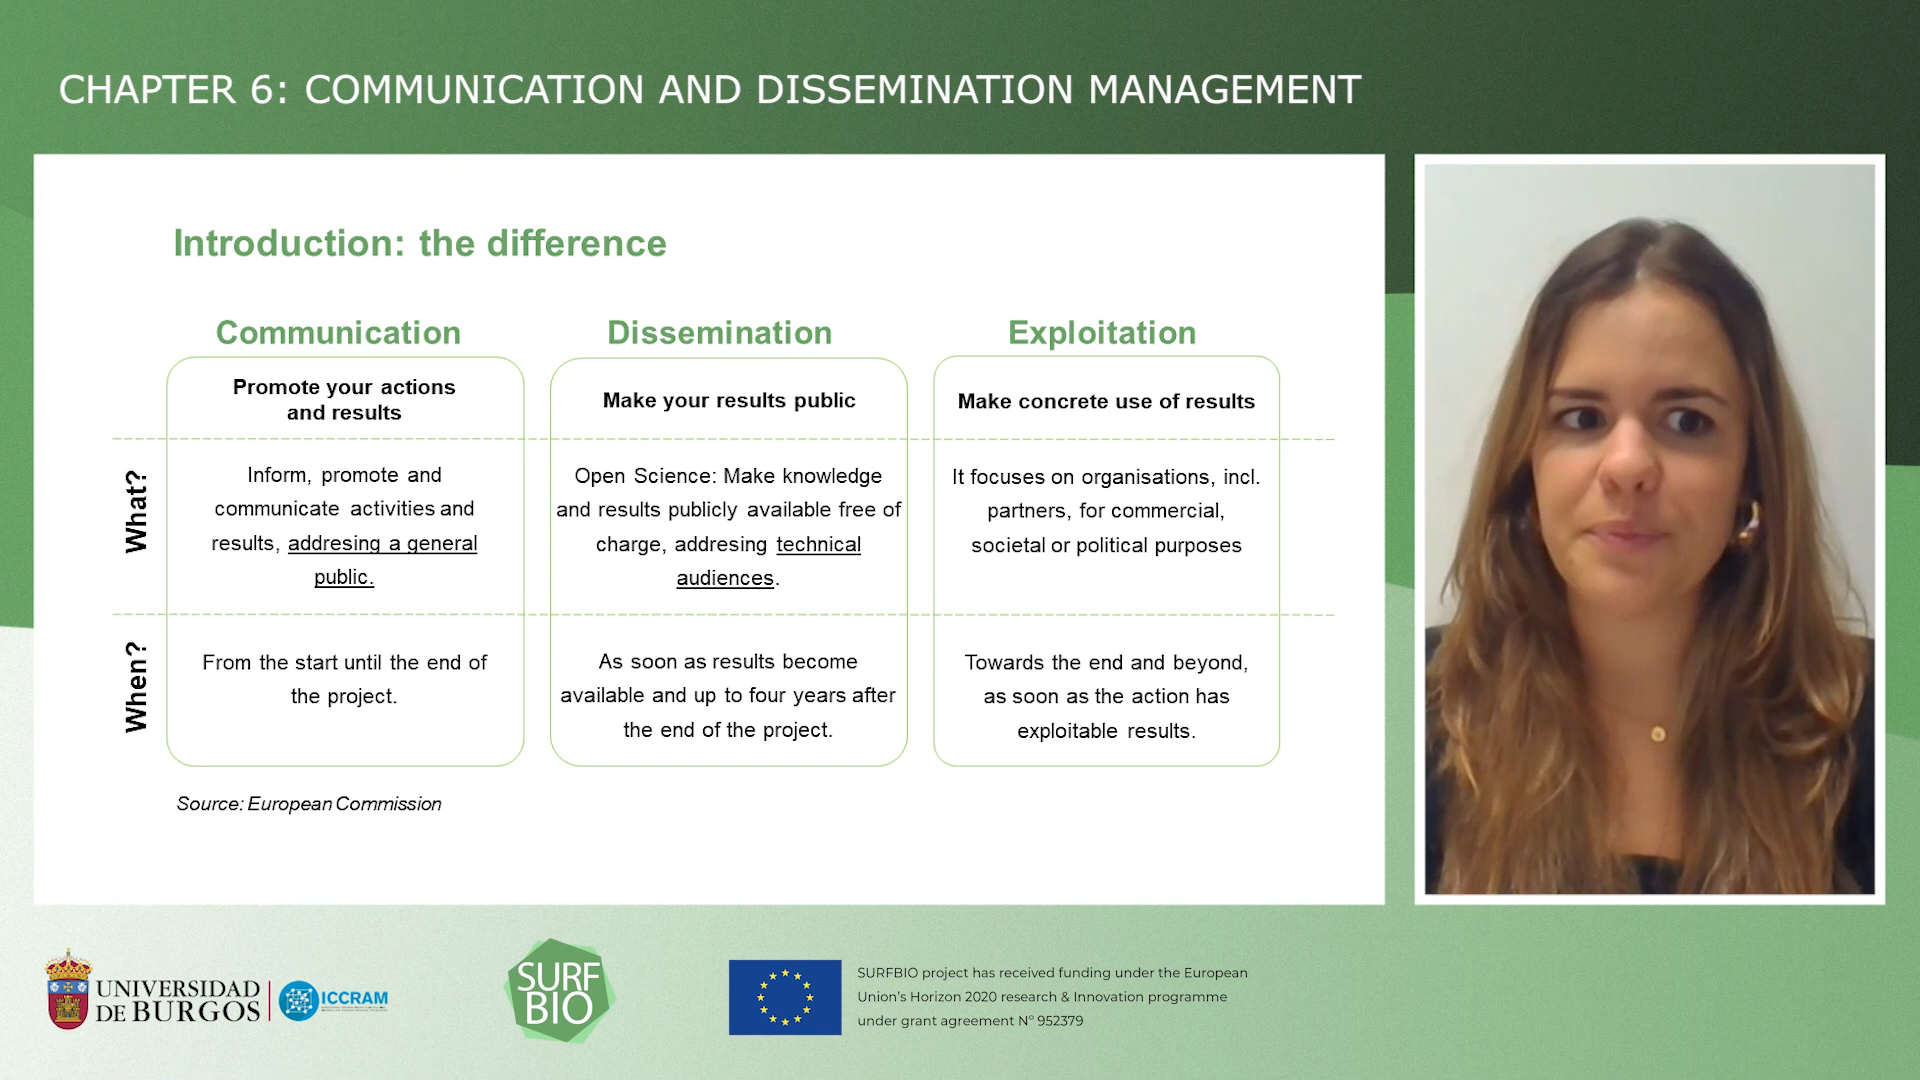 CHAPTER 6: COMMUNICATION AND DISSEMINATION MANAGEMENT
Introduction: the difference
Communication
Promote your actions
and results
Dissemination
Make your results public
Exploitation
Make concrete use of results
What?
Inform, promote and
communicate activities and
results, addresing a general
public.
Open Science: Make knowledge
and results publicly available free of
charge, addresing technical
audiences.
It focuses on organisations, incl.
partners, for commercial,
societal or political purposes
When?
From the start until the end of
the project.
As soon as results become
available and up to four years after
the end of the project.
Towards the end and beyond,
as soon as the action has
exploitable results.
Source: European Commission
UNIVERSIDAD
DE BURGOS
ICCRAM
SURF
BIO
SURFBIO project has received funding under the European
Union's Horizon 2020 research & Innovation programme
under grant agreement Nº 952379